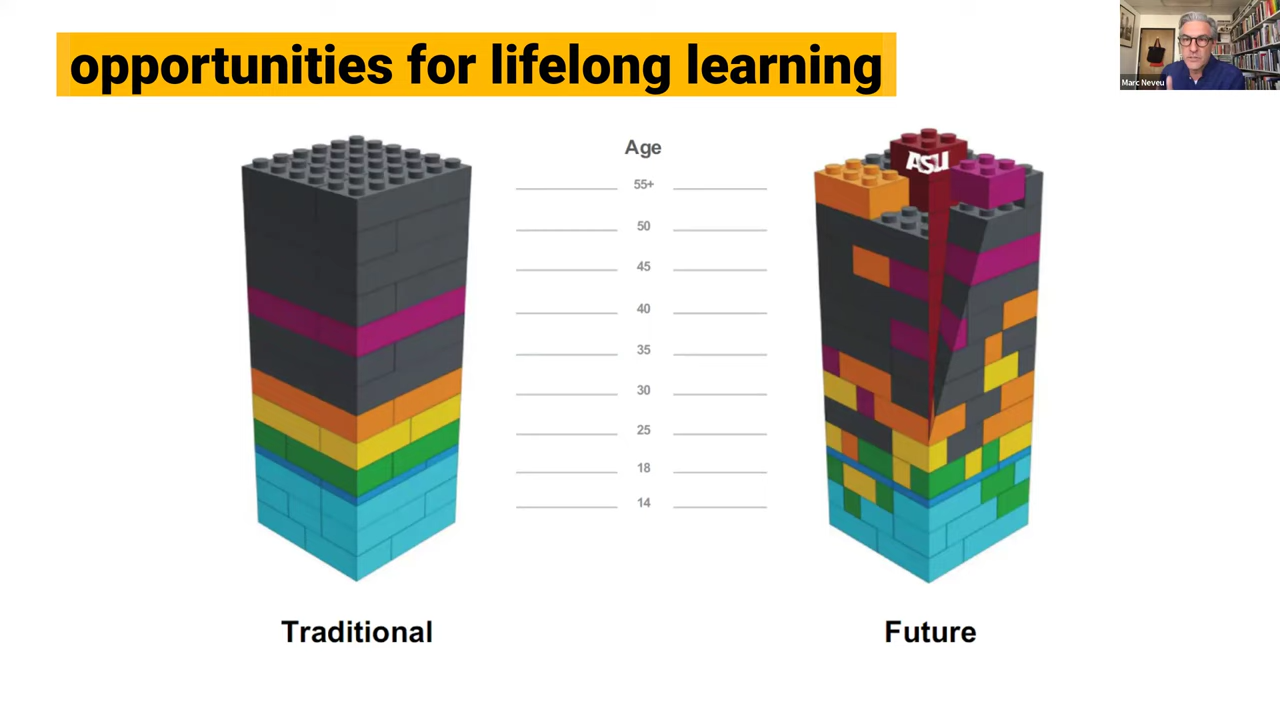 opportunities for lifelong learning
Marc Neveu
Age
ASU
55+
50
45
40
35
30
25
18
14
Traditional
Future